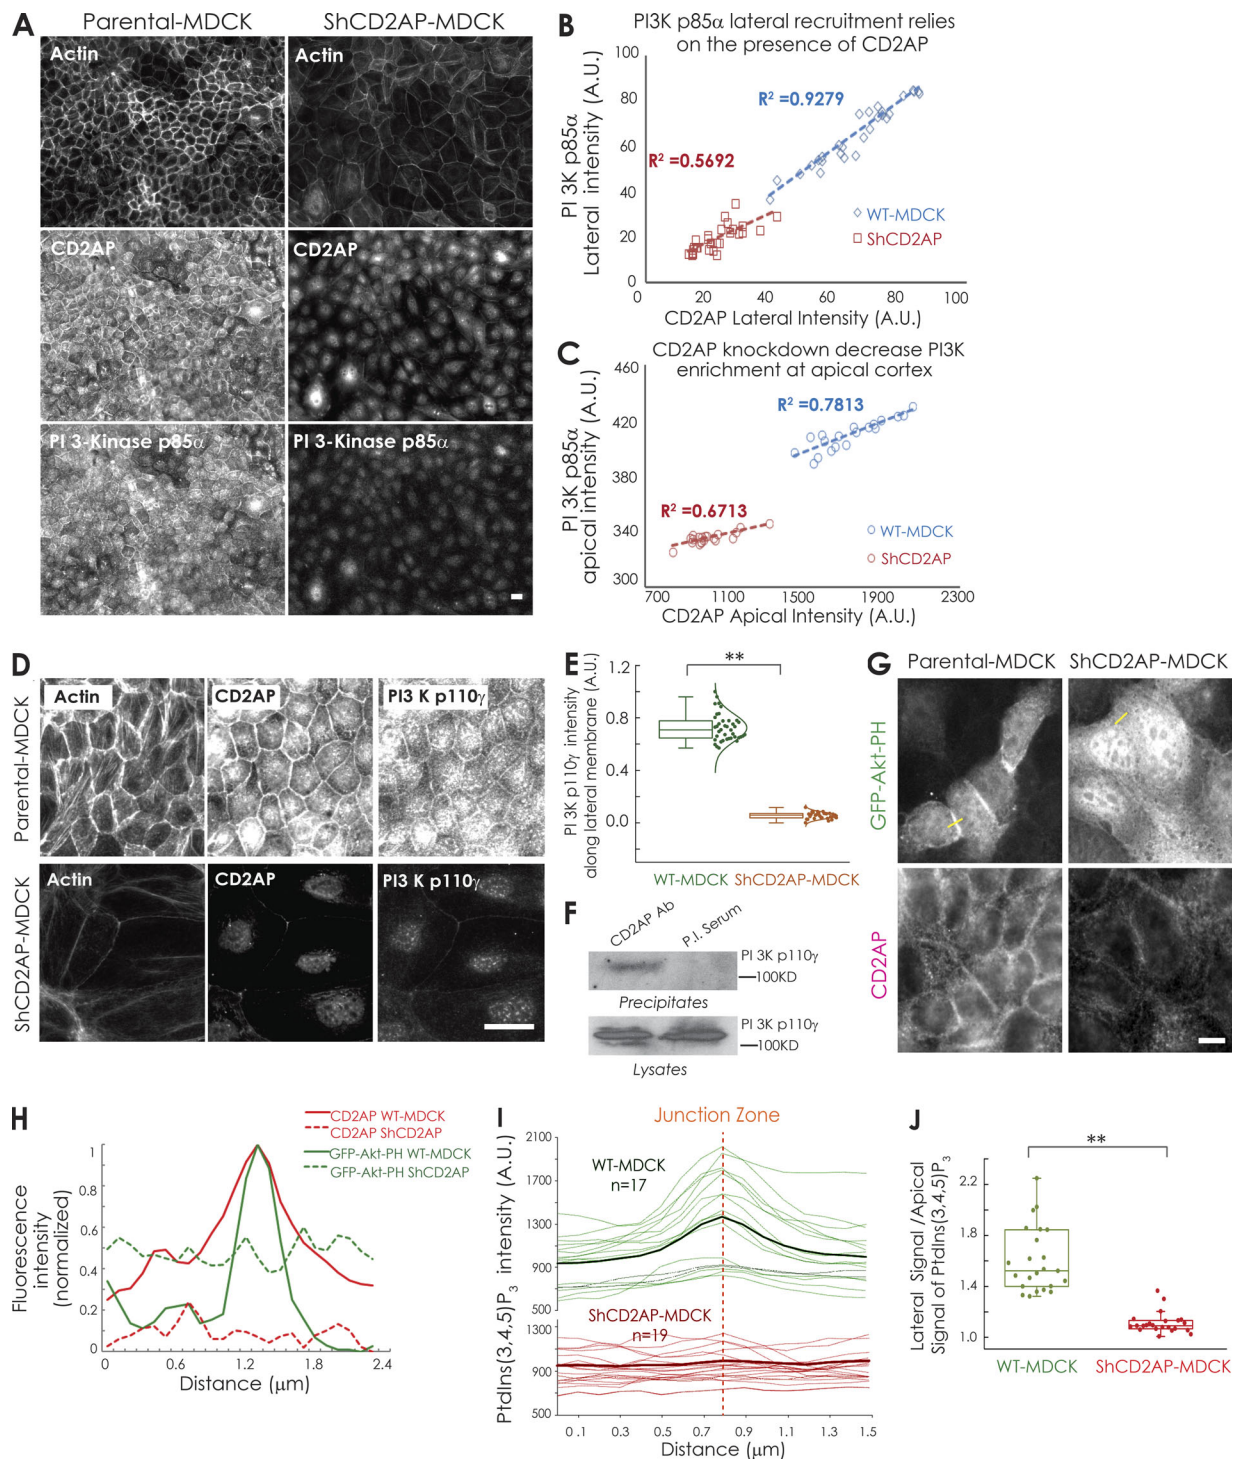 A
Parental-MDCK
ShCD2AP-MDCK
Actin
Actin
CD2AP
CD2AP
PI 3-Kinase p85α
PI 3-Kinase p85α
B
PI3K p85α lateral recruitment relies
on the presence of CD2AP
PI 3K p85α
Lateral intensity (A.U.)
100
80
60
40
20
0
R² =0.9279
R² =0.5692
WT-MDCK
ShCD2AP
0 20 40 60 80 100
CD2AP Lateral Intensity (A.U.)
C
CD2AP knockdown decrease PI3K
enrichment at apical cortex
PI 3K p85α
apical intensity (A.U.)
460
420
380
340
300
R² =0.7813
R² =0.6713
WT-MDCK
ShCD2AP
700 1100 1500 1900 2300
CD2AP Apical Intensity (A.U.)
D
Parental-MDCK
Actin
CD2AP
PI3 K p110γ
ShCD2AP-MDCK
Actin
CD2AP
PI3 K p110γ
E
PI 3K p110γ intensity
along lateral membrane (A.U.)
1.2
0.8
0.4
0.0
**
WT-MDCK ShCD2AP-MDCK
F
CD2AP Ab
P.I. Serum
PI 3K p110γ
100KD
Precipitates
PI 3K p110γ
100KD
Lysates
G
Parental-MDCK ShCD2AP-MDCK
GFP-Akt-PH
CD2AP
H
CD2AP WT-MDCK
CD2AP ShCD2AP
GFP-Akt-PH WT-MDCK
GFP-Akt-PH ShCD2AP
Fluorescence
intensity
(normalized)
1
0.8
0.6
0.4
0.2
0
0 0.6 1.2 1.8 2.4
Distance (μm)
I
Junction Zone
PtdIns(3,4,5)P3 intensity (A.U.)
2100
1700
1300
900
500
WT-MDCK
n=17
ShCD2AP-MDCK
n=19
1300
900
500
0.1 0.3 0.5 0.7 0.9 1.1 1.3 1.5
Distance (μm)
J
Lateral Signal /Apical
Signal of PtdIns(3,4,5)P3
2.2
1.8
1.4
1.0
**
WT-MDCK ShCD2AP-MDCK